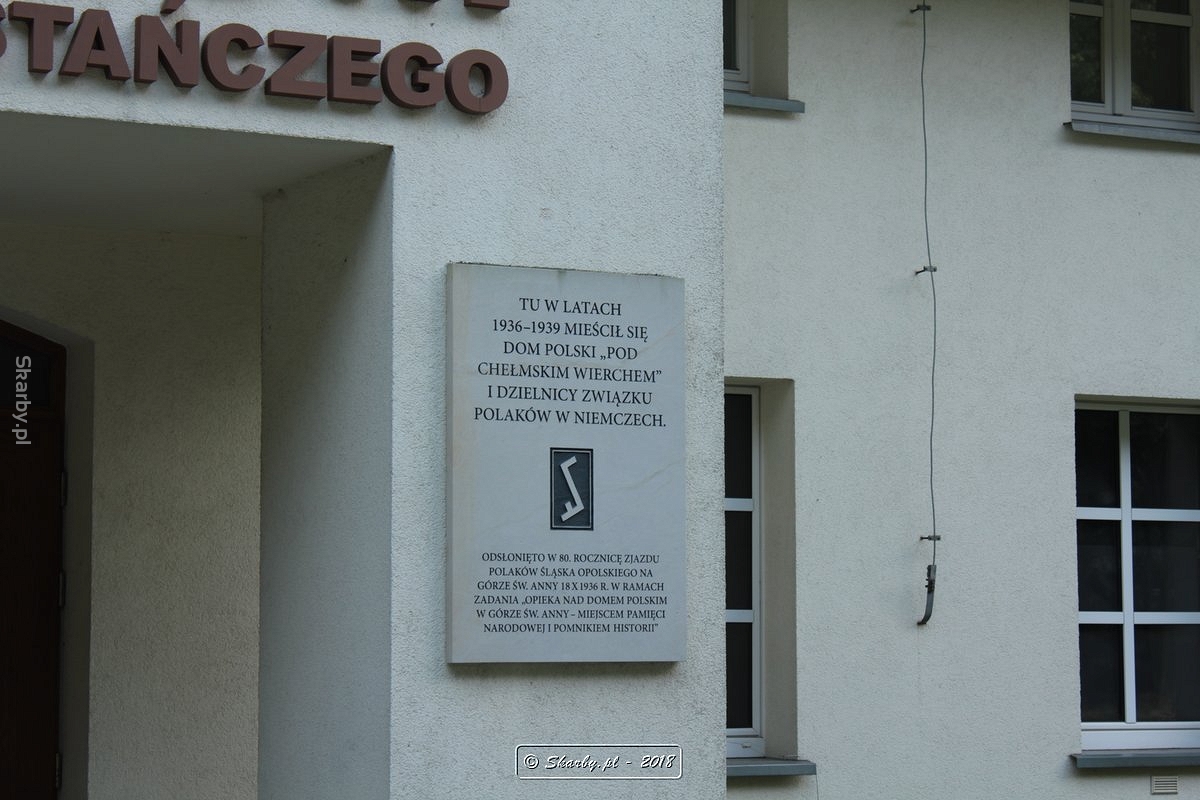 STAŃCZEGO
TU W LATACH
1936–1939 MIEŚCIŁ SIĘ
DOM POLSKI „POD
CHEŁMSKIM WIERCHEM”
I DZIELNICY ZWIĄZKU
POLAKÓW W NIEMCZECH.
ODSŁONIĘTO W 80. ROCZNICĘ ZJAZDU
POLAKÓW ŚLĄSKA OPOLSKIEGO NA
GÓRZE ŚW. ANNY 18 X 1936 R. W RAMACH
ZADANIA „OPIEKA NAD DOMEM POLSKIM
W GÓRZE ŚW. ANNY – MIEJSCEM PAMIĘCI
NARODOWEJ I POMNIKIEM HISTORII”
Skarby.pl
© Skarby.pl - 2018